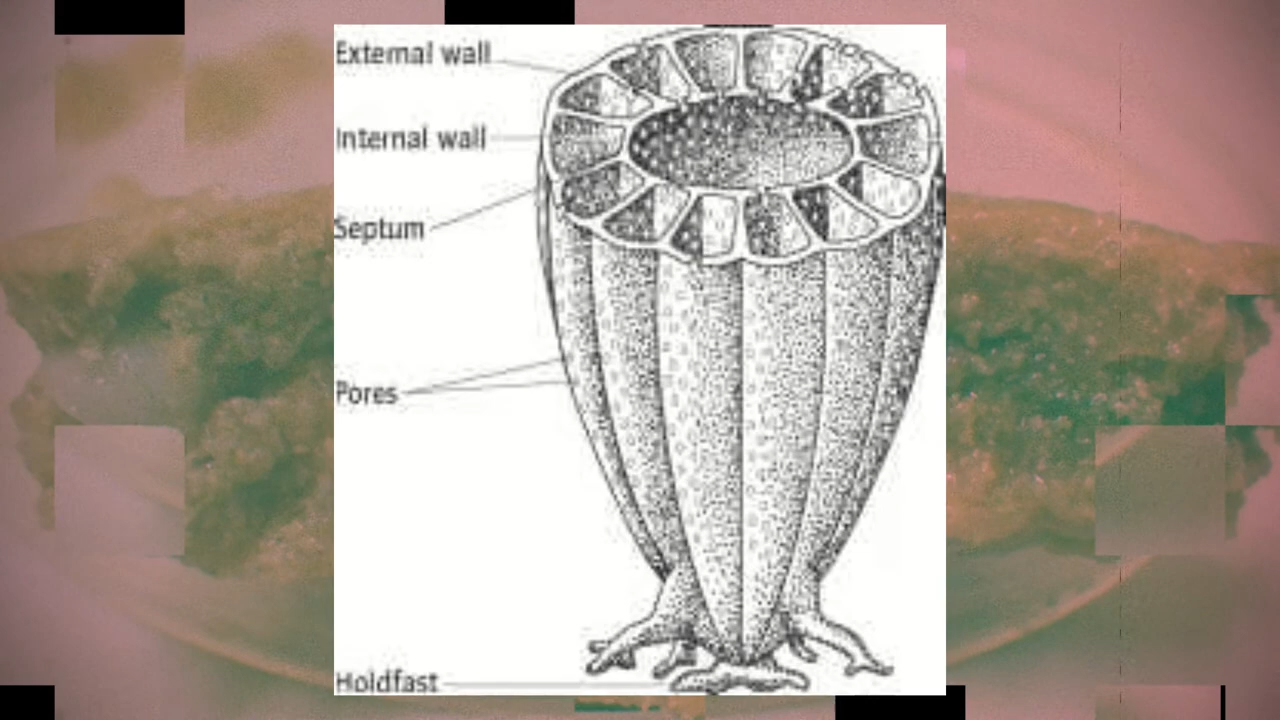 External wall
Internal wall
Septum
Pores
Holdfast